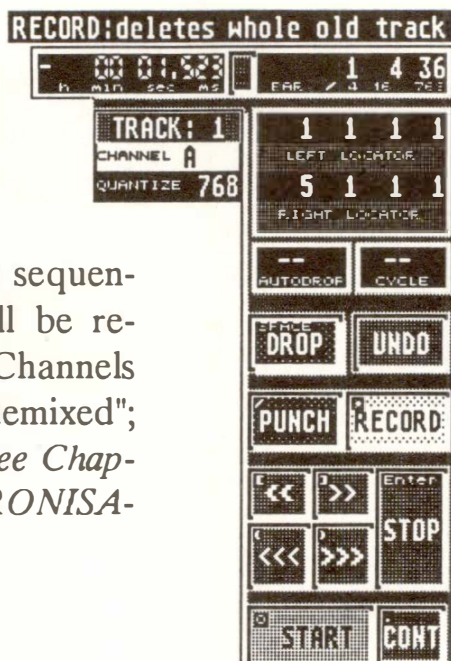 RECORD:deletes whole old track
- 00 01.523 1 4 36
h min sec ms BAR / 4 16 768
TRACK: 1
CHANNEL A
QUANTIZE 768
1 1 1 1
LEFT LOCATOR
5 1 1 1
RIGHT LOCATOR
-- --
AUTODROP CYCLE
sequen-
ll be re-
Channels
emixed";
ee Chap-
RONISA-
SPACE
DROP UNDO
PUNCH RECORD
<< >> Enter
<<< >>> STOP
START CONT